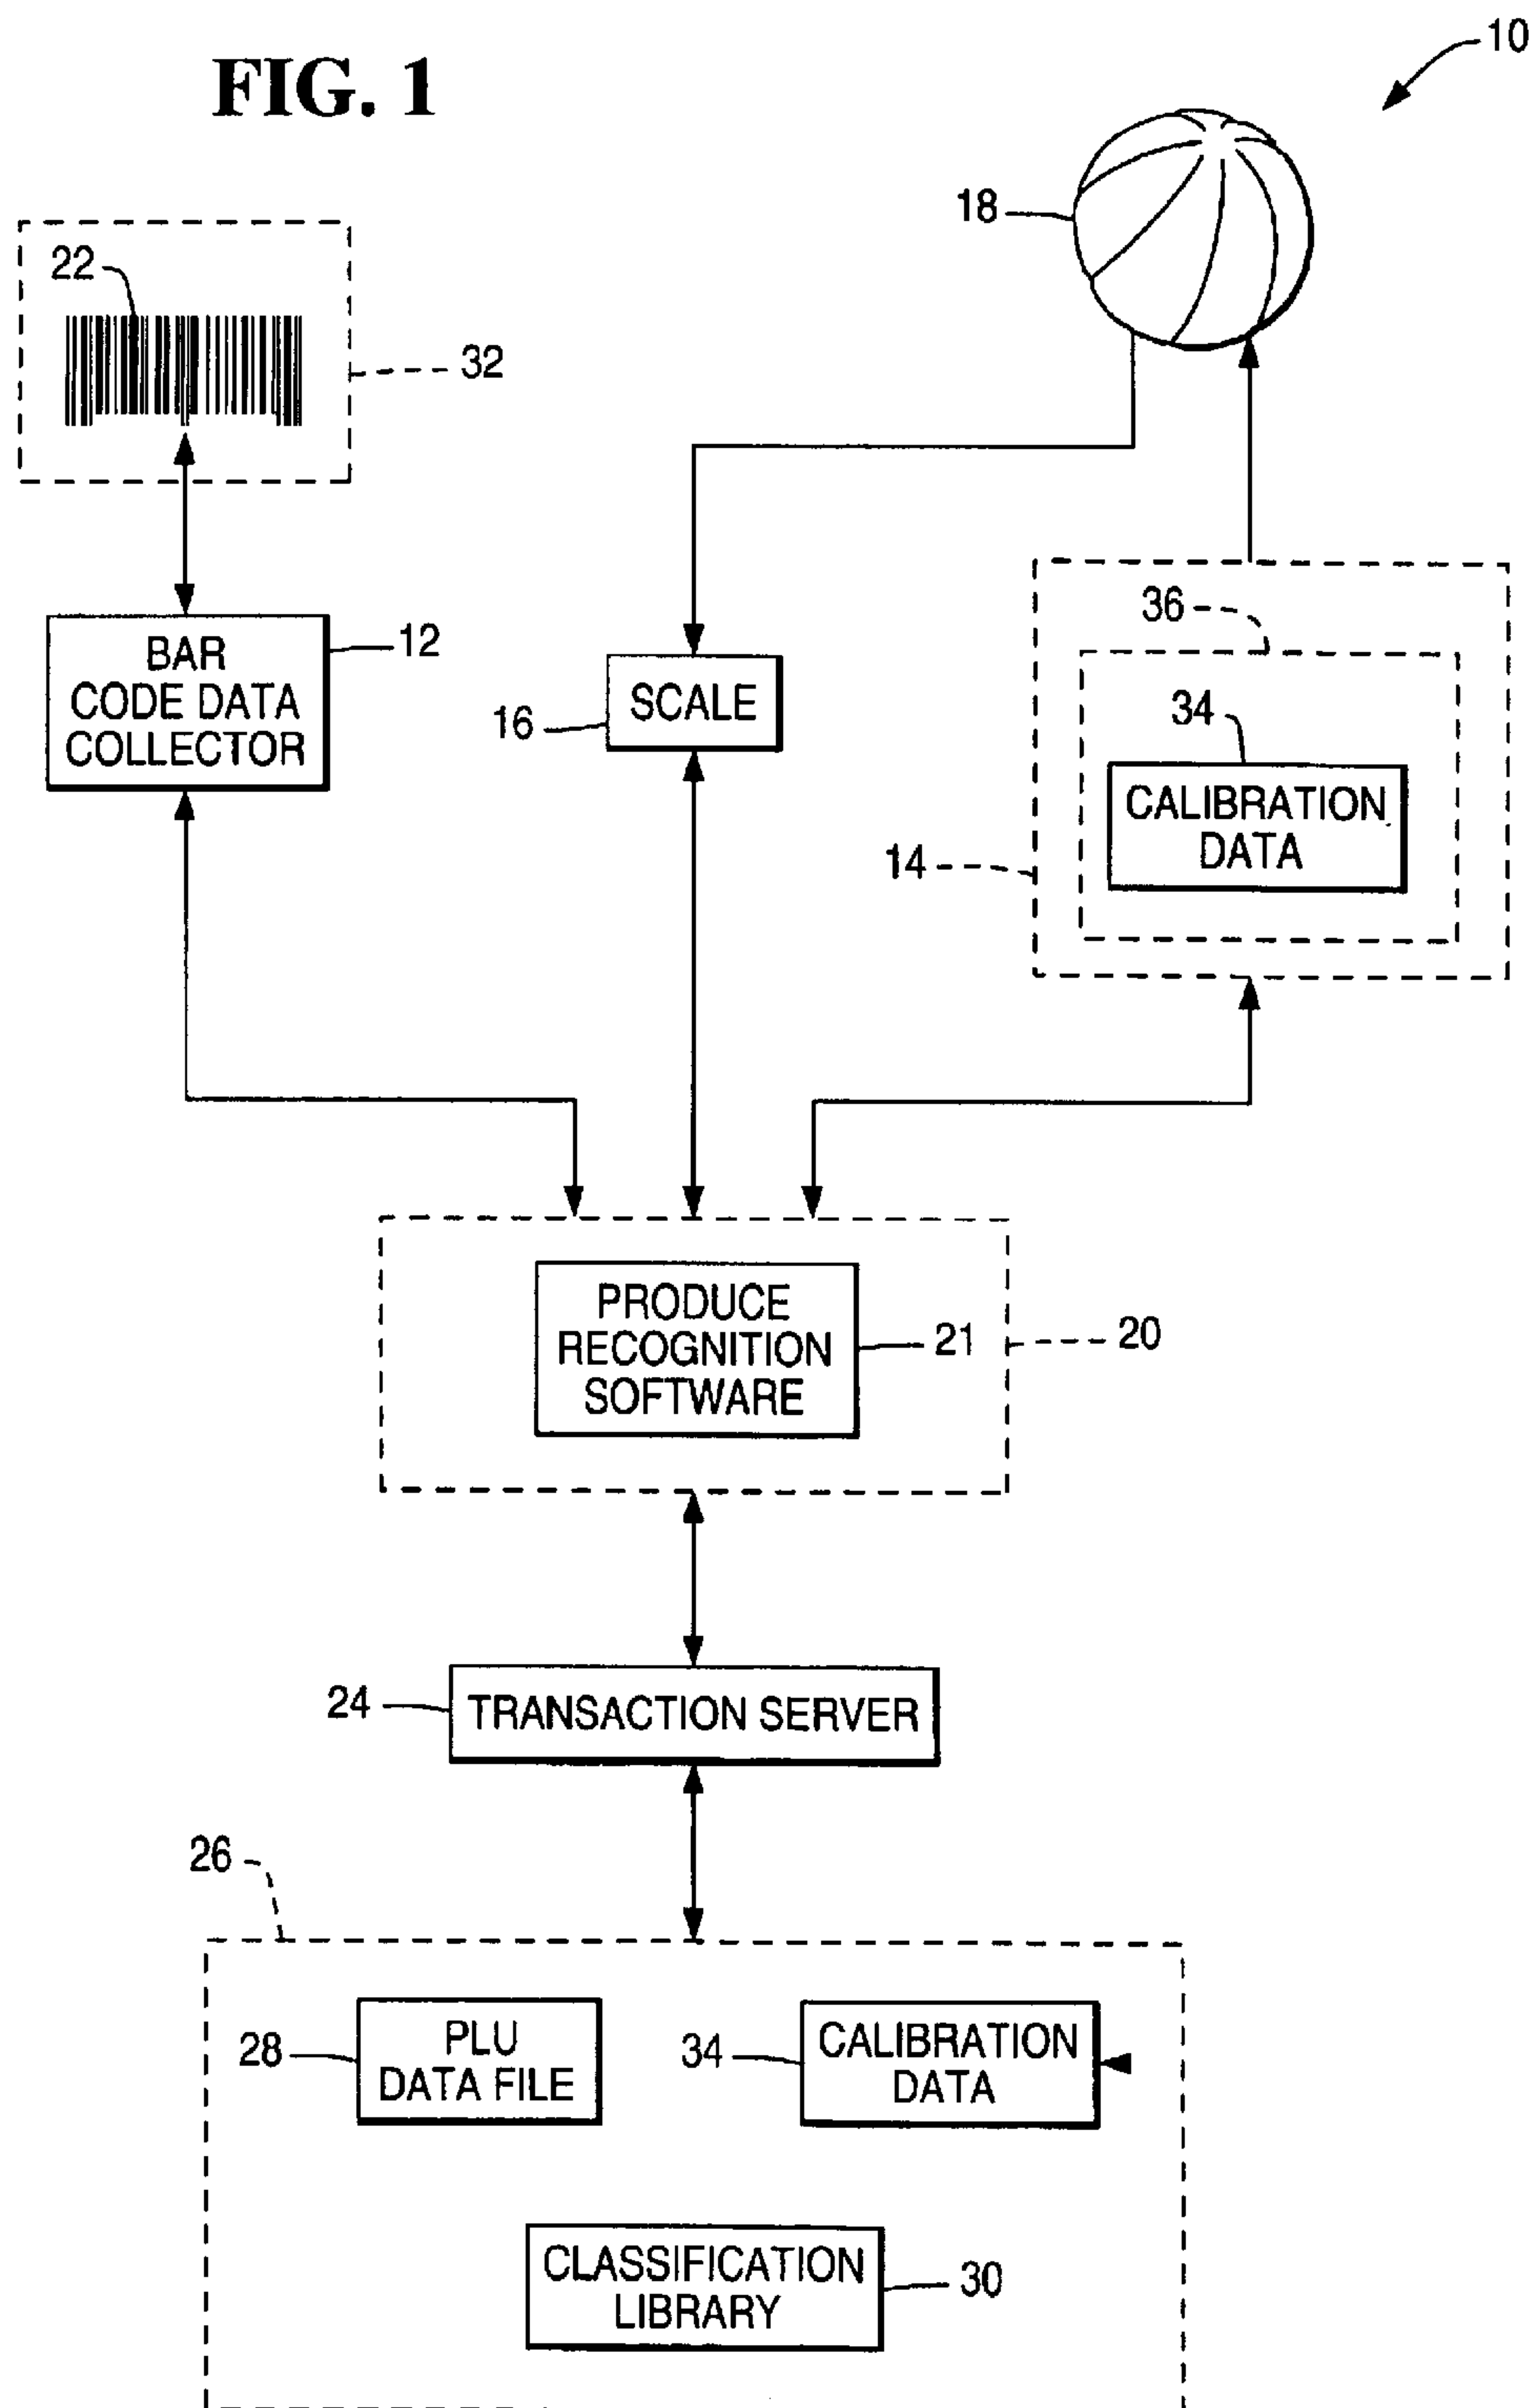 FIG. 1
10
18
22
32
BAR
CODE DATA
COLLECTOR
12
16
SCALE
36
34
CALIBRATION
DATA
14
PRODUCE
RECOGNITION
SOFTWARE
21
20
24
TRANSACTION SERVER
26
28
PLU
DATA FILE
34
CALIBRATION
DATA
CLASSIFICATION
LIBRARY
30